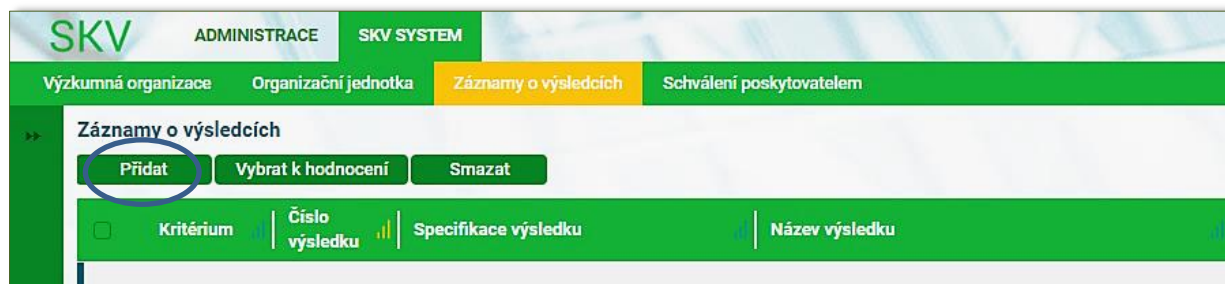 SKV ADMINISTRACE SKV SYSTEM
Výzkumná organizace Organizační jednotka Záznamy o výsledcích Schválení poskytovatelem
Záznamy o výsledcích
Přidat Vybrat k hodnocení Smazat
Kritérium Číslo výsledku Specifikace výsledku Název výsledku